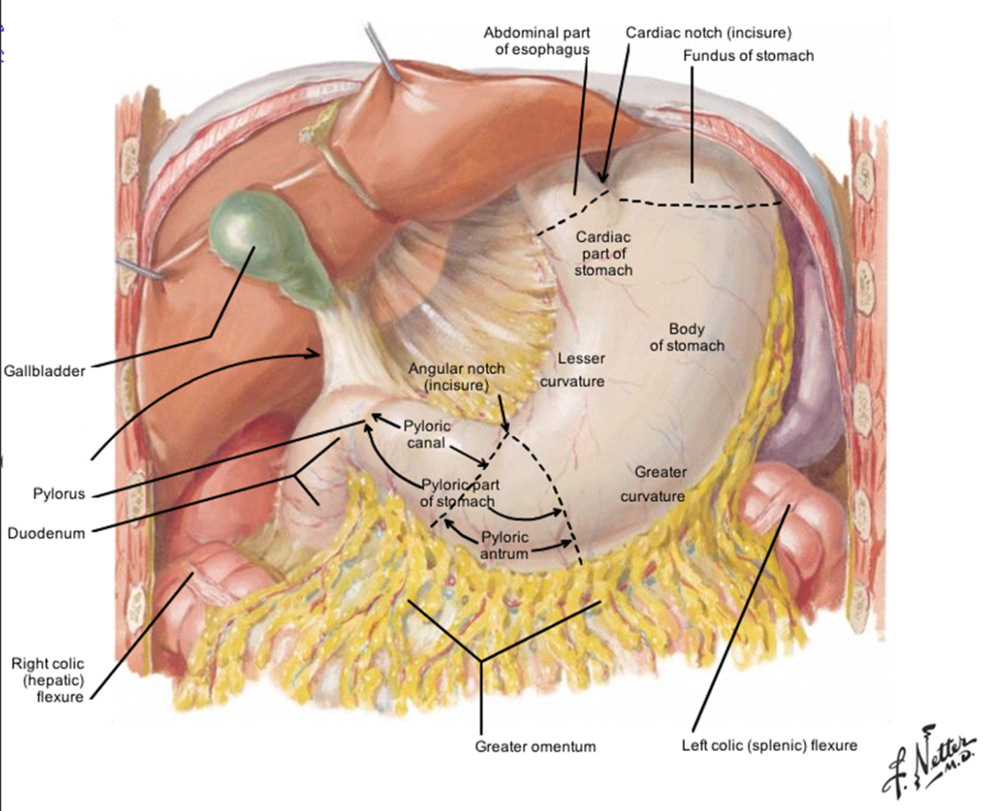 Abdominal part
of esophagus
Cardiac notch (incisure)
Fundus of stomach
Cardiac
part of
stomach
Body
of stomach
Lesser
curvature
Angular notch
(incisure)
Gallbladder
Pyloric
canal
Pylorus
Pyloric part
of stomach
Greater
curvature
Duodenum
Pyloric
antrum
Right colic
(hepatic)
flexure
Greater omentum
Left colic (splenic) flexure
F. Netter
M.D.